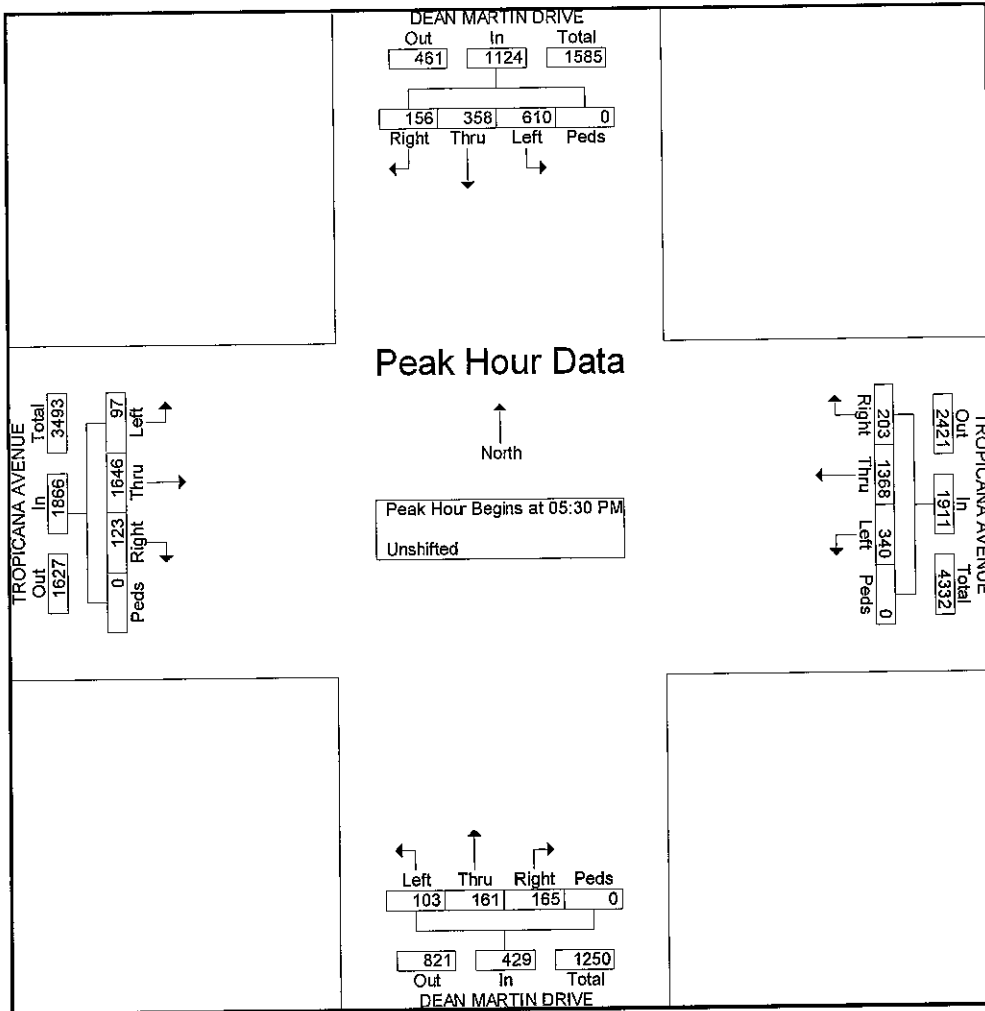 DEAN MARTIN DRIVE
Out In Total
461 1124 1585
156 358 610 0
Right Thru Left Peds
Peak Hour Data
North
Peak Hour Begins at 05:30 PM
Unshifted
TROPICANA AVENUE
Out In Total
1627 1866 3493
97 1646 123 0
Left Thru Right Peds
TROPICANA AVENUE
Out In Total
2421 1911 4332
203 1368 340 0
Right Thru Left Peds
Left Thru Right Peds
103 161 165 0
821 429 1250
Out In Total
DEAN MARTIN DRIVE